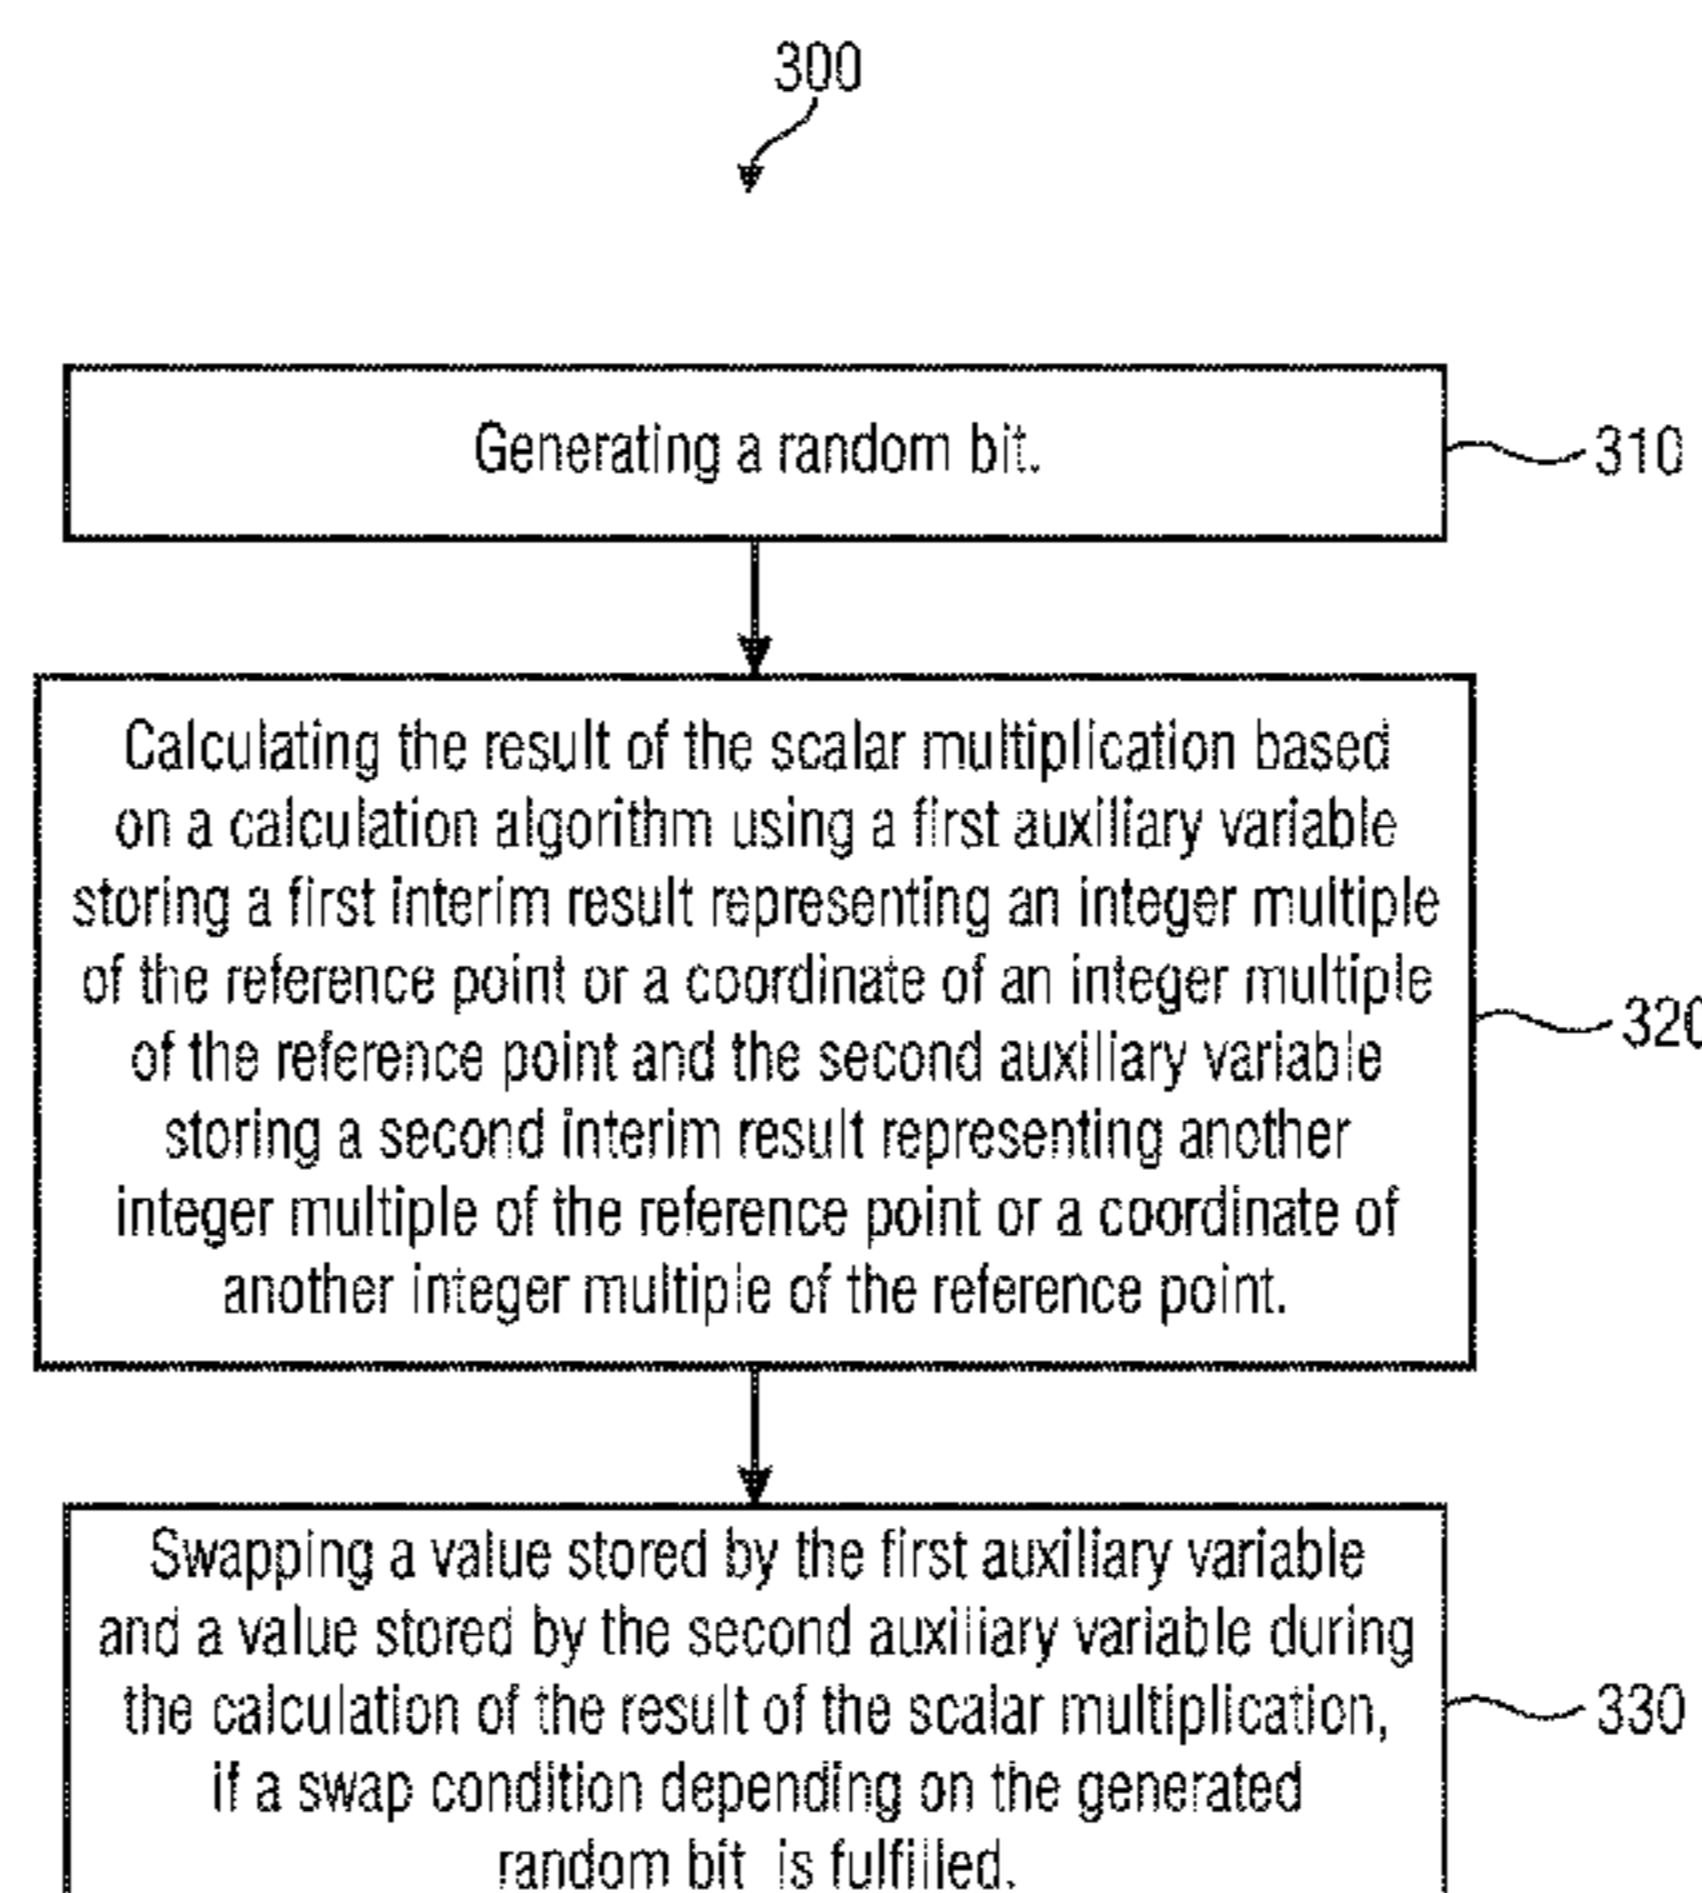 300
Generating a random bit.
310
Calculating the result of the scalar multiplication based
on a calculation algorithm using a first auxiliary variable
storing a first interim result representing an integer multiple
of the reference point or a coordinate of an integer multiple
of the reference point and the second auxiliary variable
storing a second interim result representing another
integer multiple of the reference point or a coordinate of
another integer multiple of the reference point.
320
Swapping a value stored by the first auxiliary variable
and a value stored by the second auxiliary variable during
the calculation of the result of the scalar multiplication,
if a swap condition depending on the generated
random bit is fulfilled.
330